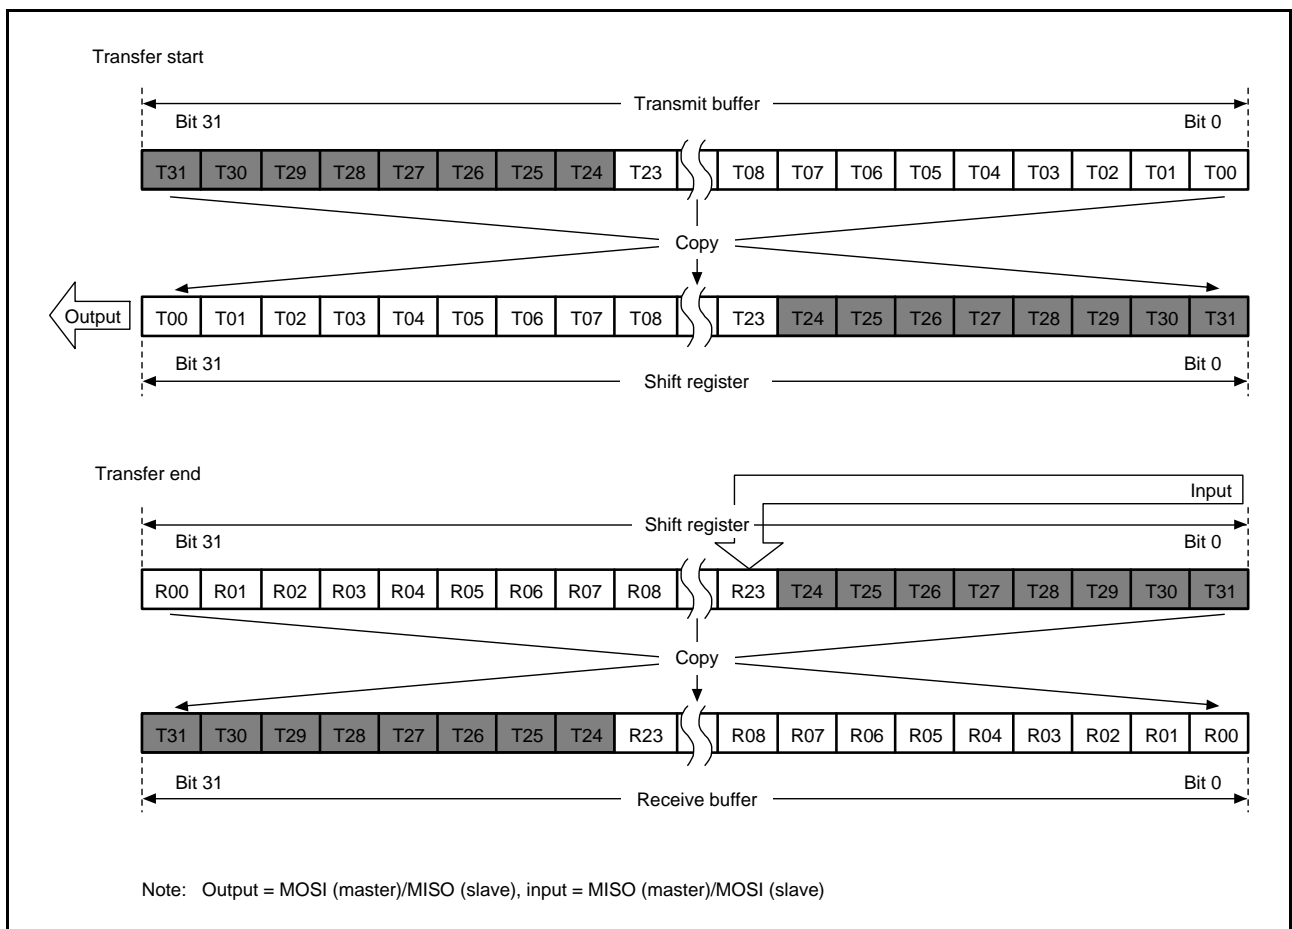 Transfer start
Transmit buffer
Bit 31 Bit 0
T31 T30 T29 T28 T27 T26 T25 T24 T23 T08 T07 T06 T05 T04 T03 T02 T01 T00
Copy
Output T00 T01 T02 T03 T04 T05 T06 T07 T08 T23 T24 T25 T26 T27 T28 T29 T30 T31
Bit 31 Bit 0
Shift register
Transfer end
Input
Shift register
Bit 31 Bit 0
R00 R01 R02 R03 R04 R05 R06 R07 R08 R23 T24 T25 T26 T27 T28 T29 T30 T31
Copy
T31 T30 T29 T28 T27 T26 T25 T24 R23 R08 R07 R06 R05 R04 R03 R02 R01 R00
Bit 31 Bit 0
Receive buffer
Note: Output = MOSI (master)/MISO (slave), input = MISO (master)/MOSI (slave)